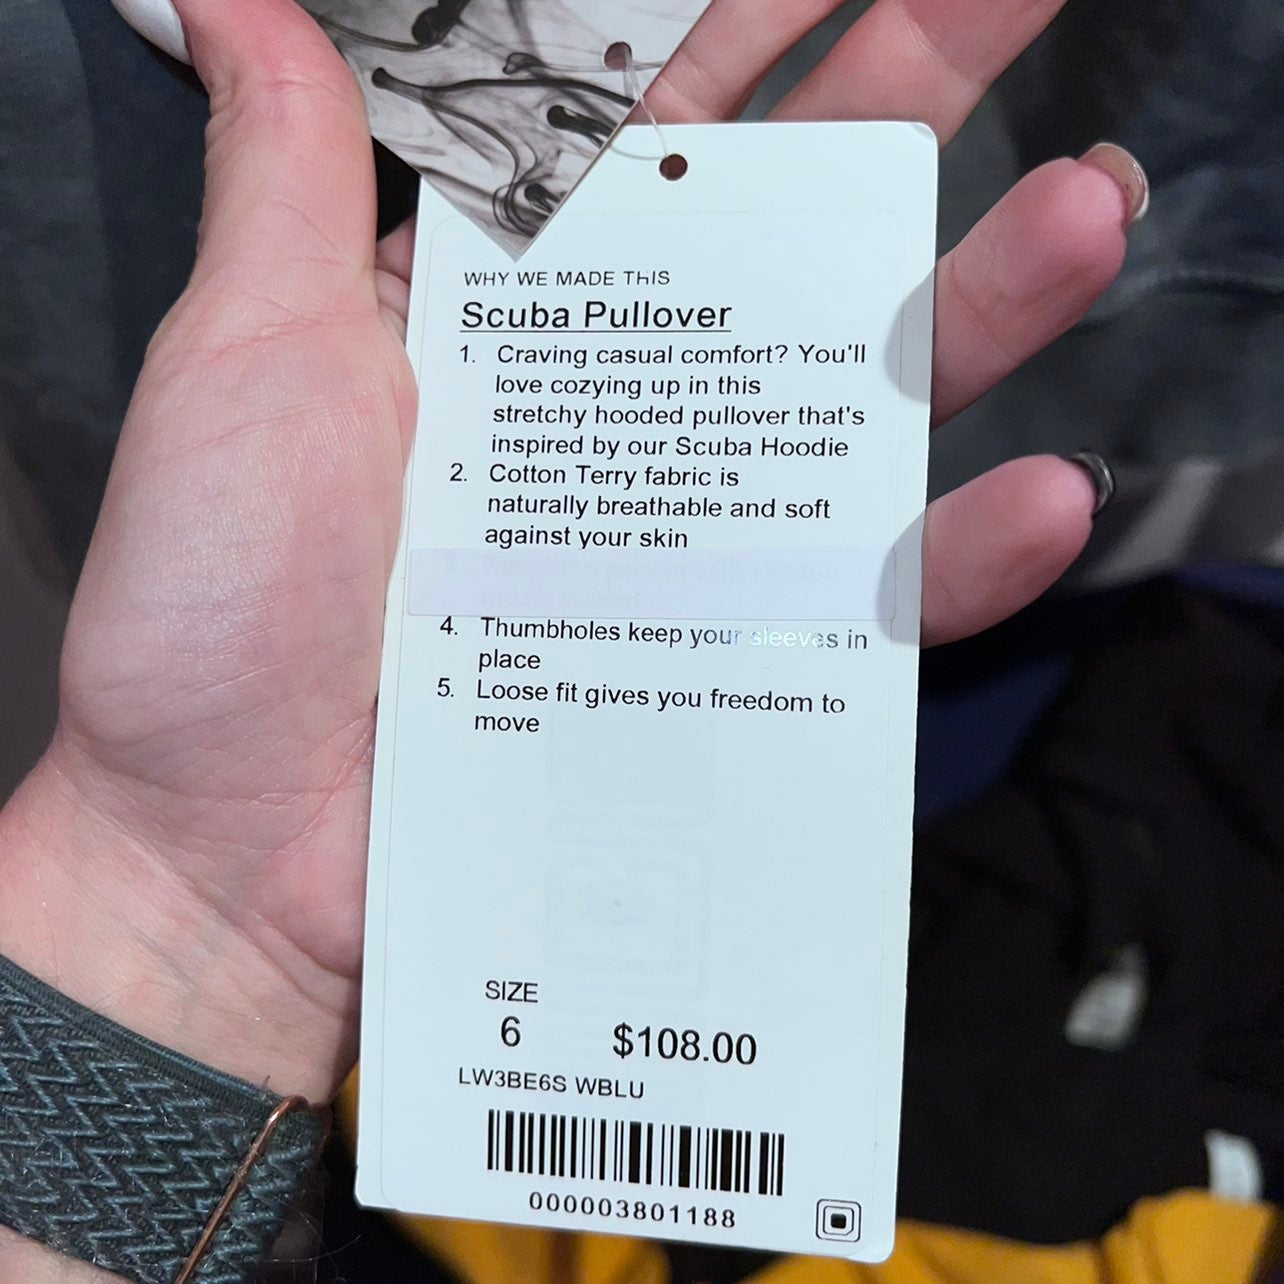 WHY WE MADE THIS
Scuba Pullover
1. Craving casual comfort? You'll
love cozying up in this
stretchy hooded pullover that's
inspired by our Scuba Hoodie
2. Cotton Terry fabric is
naturally breathable and soft
against your skin
4. Thumbholes keep your sleeves in
place
5. Loose fit gives you freedom to
move
SIZE
6 $108.00
LW3BE6S WBLU
000003801188